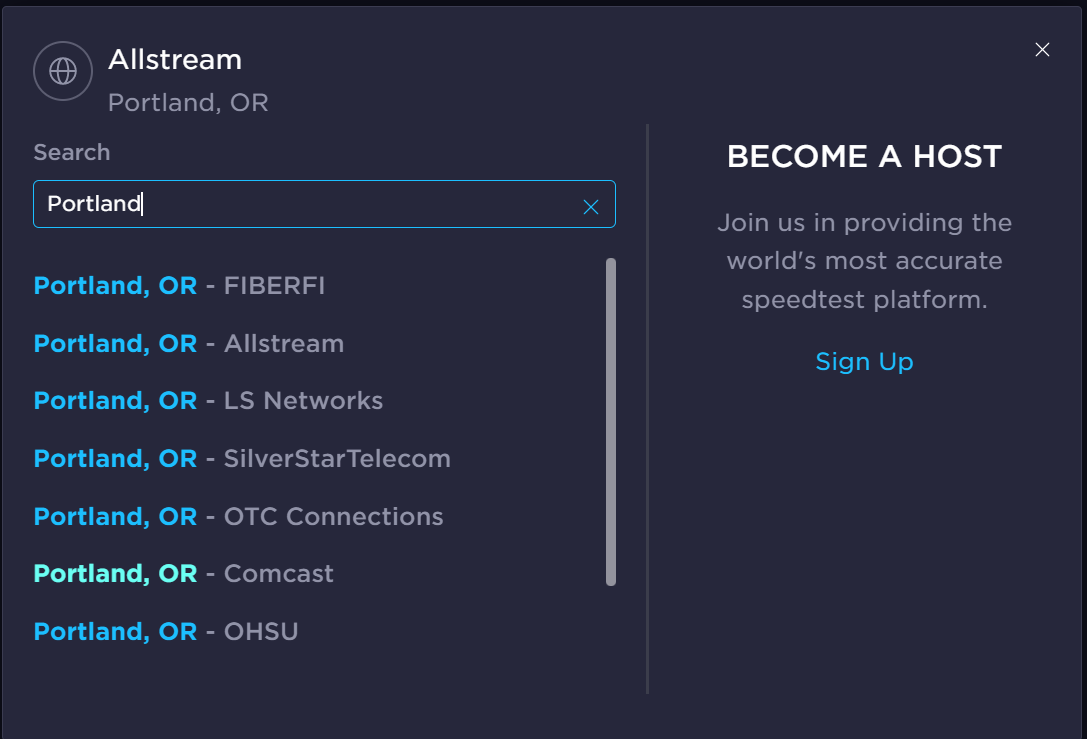 Allstream
Portland, OR
Search
Portland
Portland, OR - FIBERFI
Portland, OR - Allstream
Portland, OR - LS Networks
Portland, OR - SilverStarTelecom
Portland, OR - OTC Connections
Portland, OR - Comcast
Portland, OR - OHSU
BECOME A HOST
Join us in providing the
world's most accurate
speedtest platform.
Sign Up